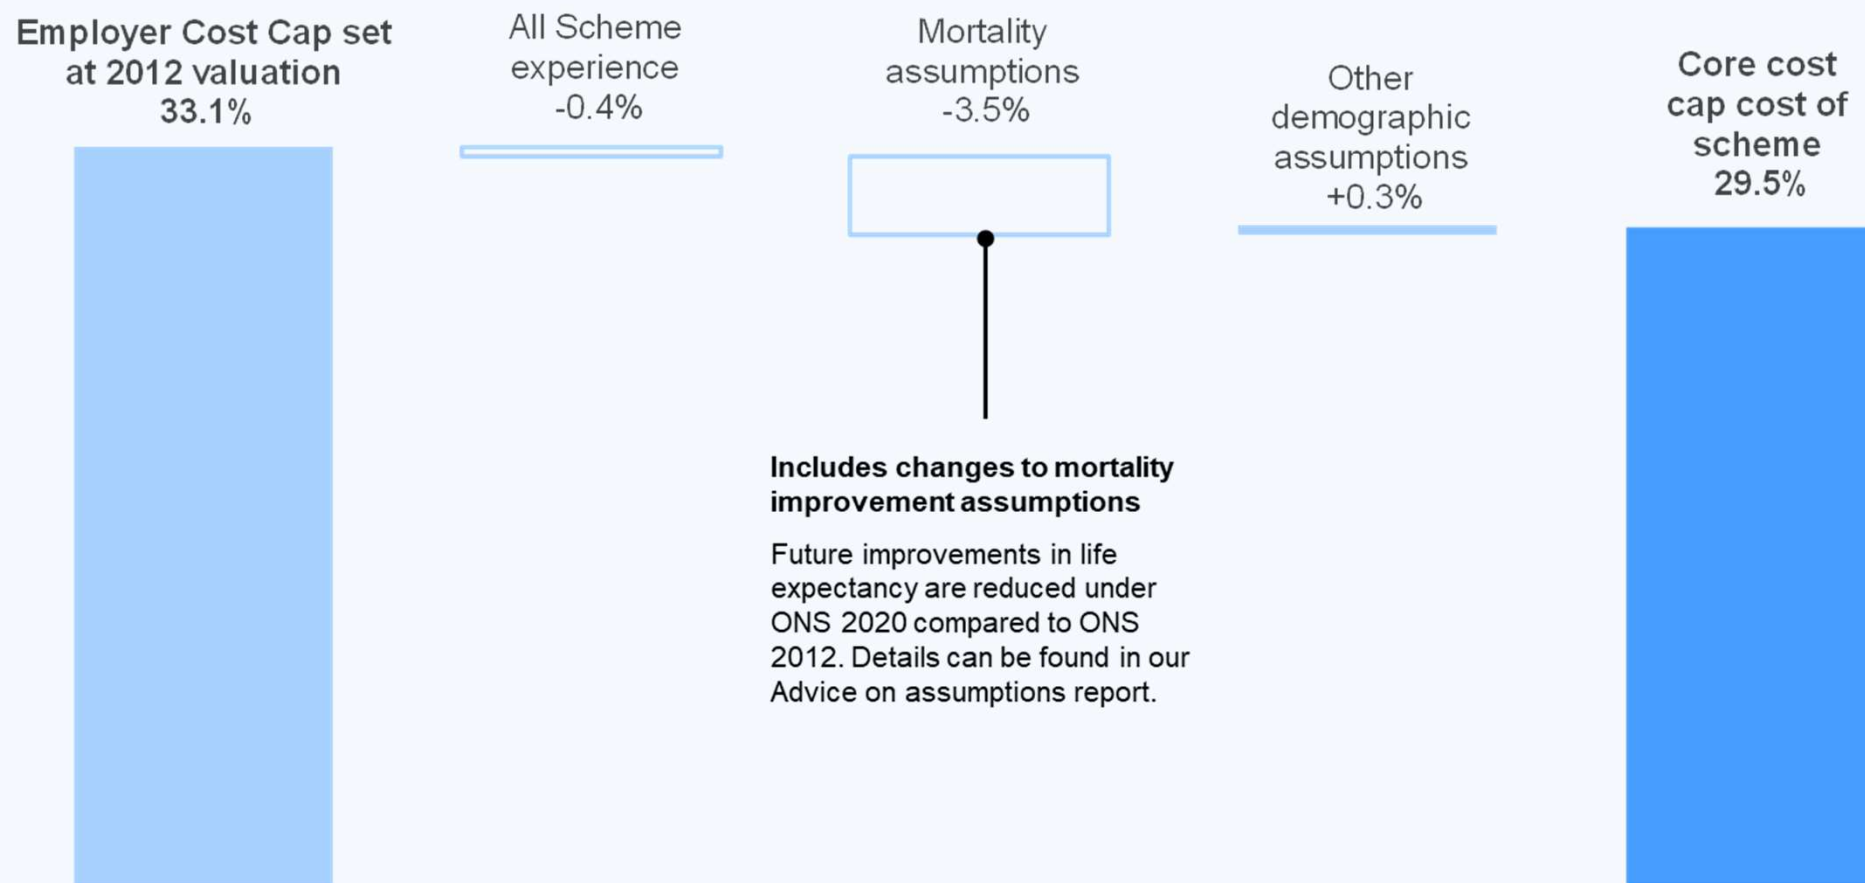 Employer Cost Cap set
at 2012 valuation
33.1%
All Scheme
experience
-0.4%
Mortality
assumptions
-3.5%
Other
demographic
assumptions
+0.3%
Core cost
cap cost of
scheme
29.5%
Includes changes to mortality
improvement assumptions
Future improvements in life
expectancy are reduced under
ONS 2020 compared to ONS
2012. Details can be found in our
Advice on assumptions report.